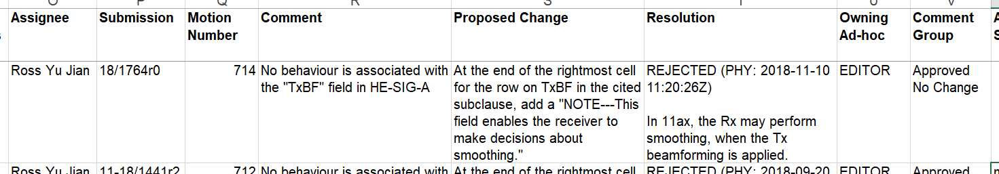 O P Q R S T U V
Assignee Submission Motion Number Comment Proposed Change Resolution Owning Ad-hoc Comment Group
Ross Yu Jian 18/1764r0 714
No behaviour is associated with
the "TxBF" field in HE-SIG-A
At the end of the rightmost cell
for the row on TxBF in the cited
subclause, add a "NOTE---This
field enables the receiver to
make decisions about
smoothing."
REJECTED (PHY: 2018-11-10
11:20:26Z)
In 11ax, the Rx may perform
smoothing, when the Tx
beamforming is applied.
EDITOR
Approved
No Change
Ross Yu Jian 11-18/1441r2 712 No behaviour is associated with At the end of the rightmost cell REJECTED (PHY: 2018-09-20 EDITOR Approved